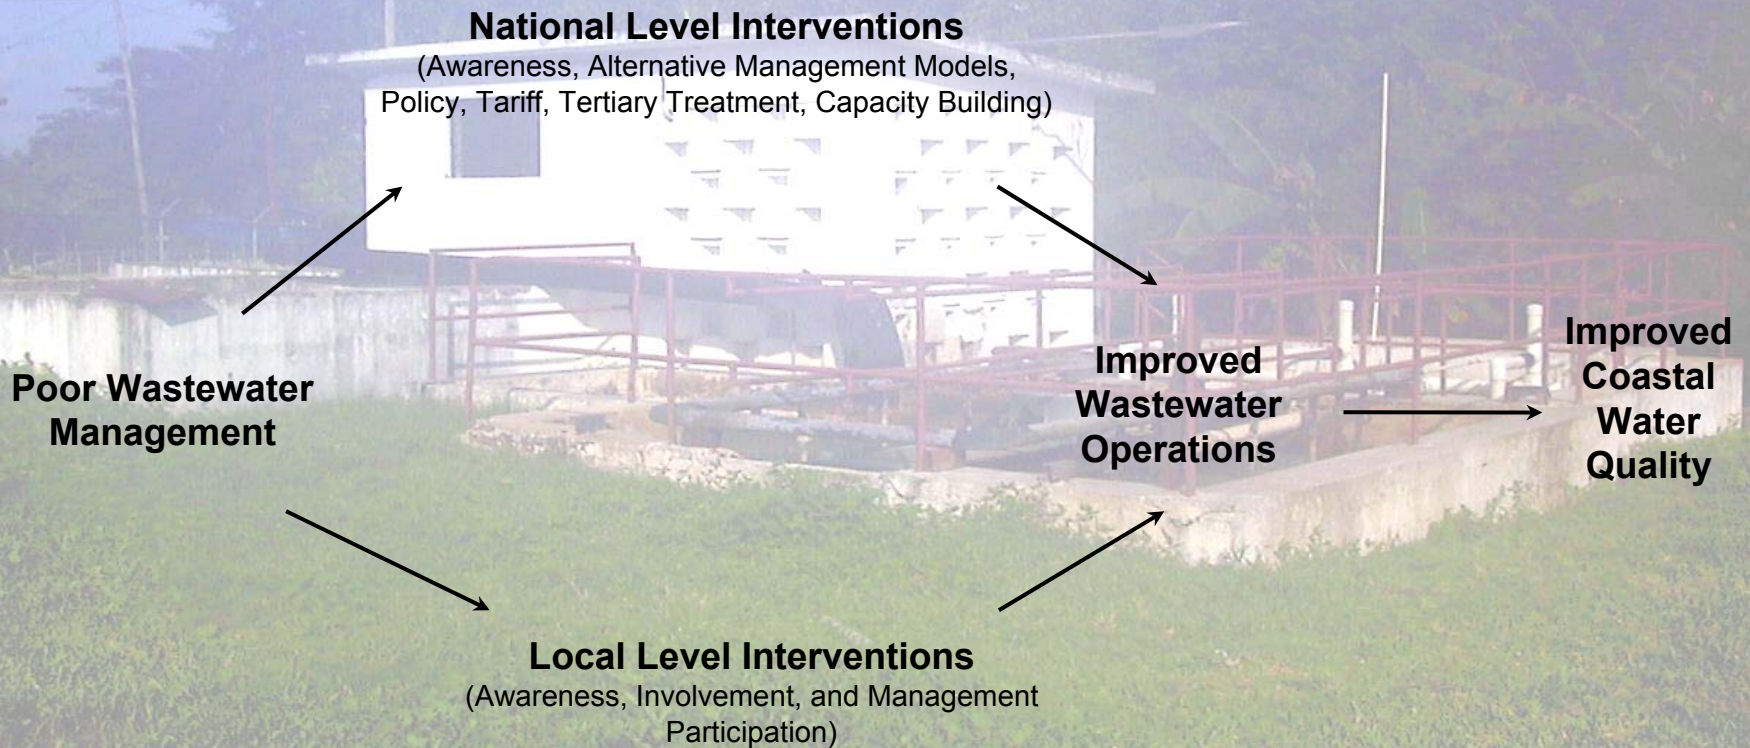 National Level Interventions
(Awareness, Alternative Management Models,
Policy, Tariff, Tertiary Treatment, Capacity Building)
Poor Wastewater
Management
Improved
Wastewater
Operations
Improved
Coastal
Water
Quality
Local Level Interventions
(Awareness, Involvement, and Management
Participation)